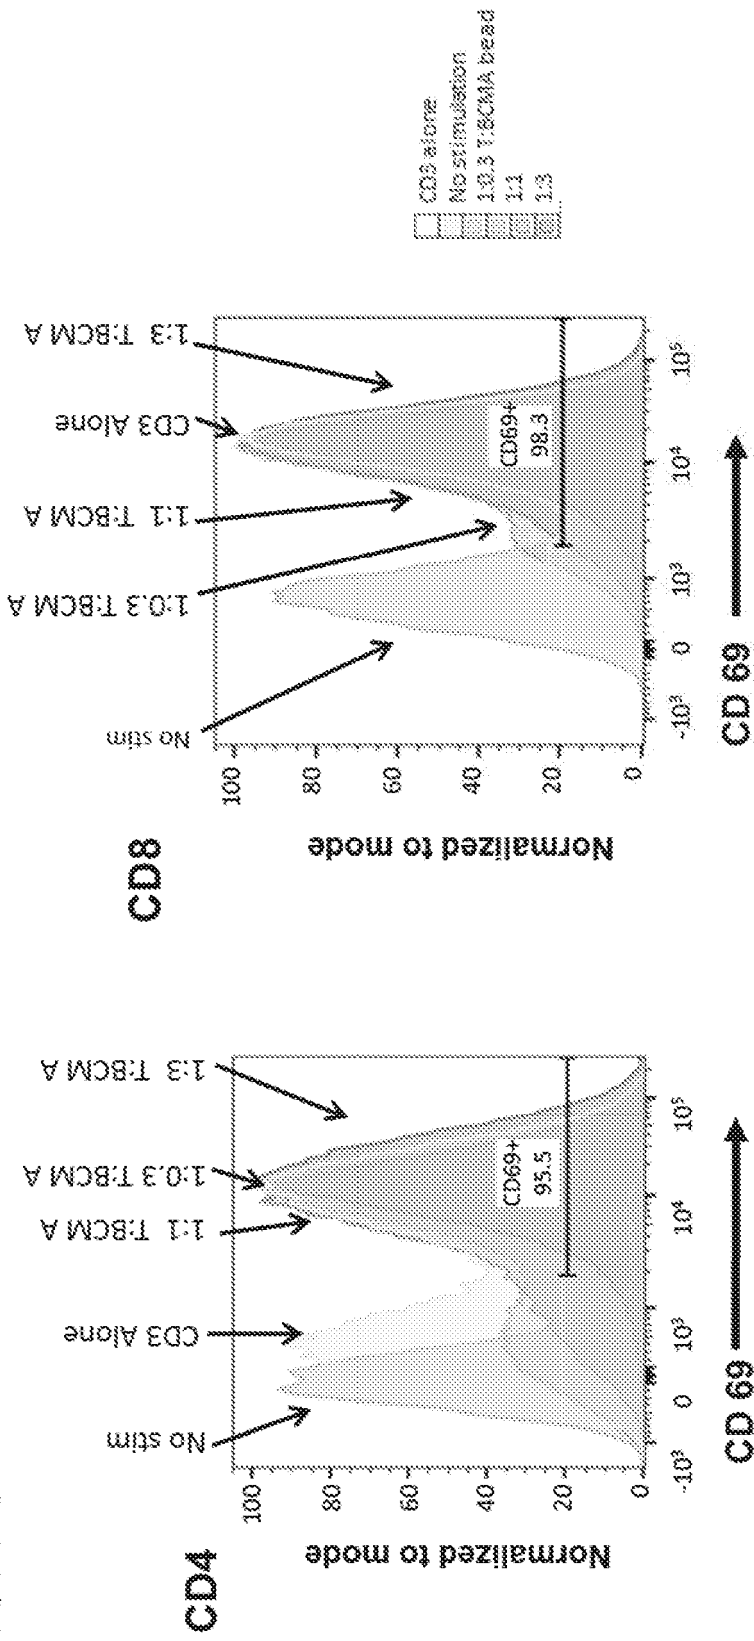 CD4
No stim
CD3 Alone
1:1 T:BCM A
1:0.3 T:BCM A
1:3 T:BCM A
Normalized to mode
100
80
60
40
20
0
CD69+
95.5
-10³
0
10³
10⁴
10⁵
CD 69
CD8
No stim
1:0.3 T:BCM A
1:1 T:BCM A
CD3 Alone
1:3 T:BCM A
Normalized to mode
100
80
60
40
20
0
CD69+
98.3
-10³
0
10³
10⁴
10⁵
CD 69
CD3 alone
No stimulation
1:0.3 T:BCMA bead
1:1
1:3